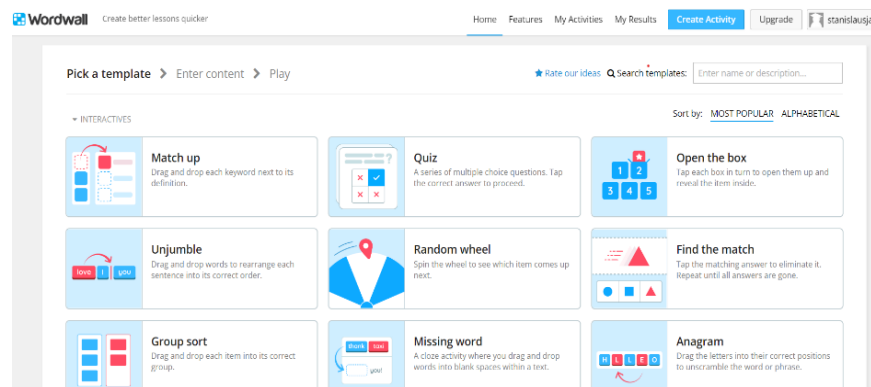 Wordwall Create better lessons quicker Home Features My Activities My Results Create Activity Upgrade stanislausja
Pick a template > Enter content > Play Rate our ideas Search templates: Enter name or description...
Sort by: MOST POPULAR ALPHABETICAL
INTERACTIVES
Match up
Drag and drop each keyword next to its
definition.
Quiz
A series of multiple choice questions. Tap
the correct answer to proceed.
1 2
3 4 5
Open the box
Tap each box in turn to open them up and
reveal the item inside.
love I you
Unjumble
Drag and drop words to rearrange each
sentence into its correct order.
Random wheel
Spin the wheel to see which item comes up
next.
Find the match
Tap the matching answer to eliminate it.
Repeat until all answers are gone.
Group sort
Drag and drop each item into its correct
group.
thank taxi
you!
Missing word
A cloze activity where you drag and drop
words into blank spaces within a text.
H L L E O
Anagram
Drag the letters into their correct positions
to unscramble the word or phrase.